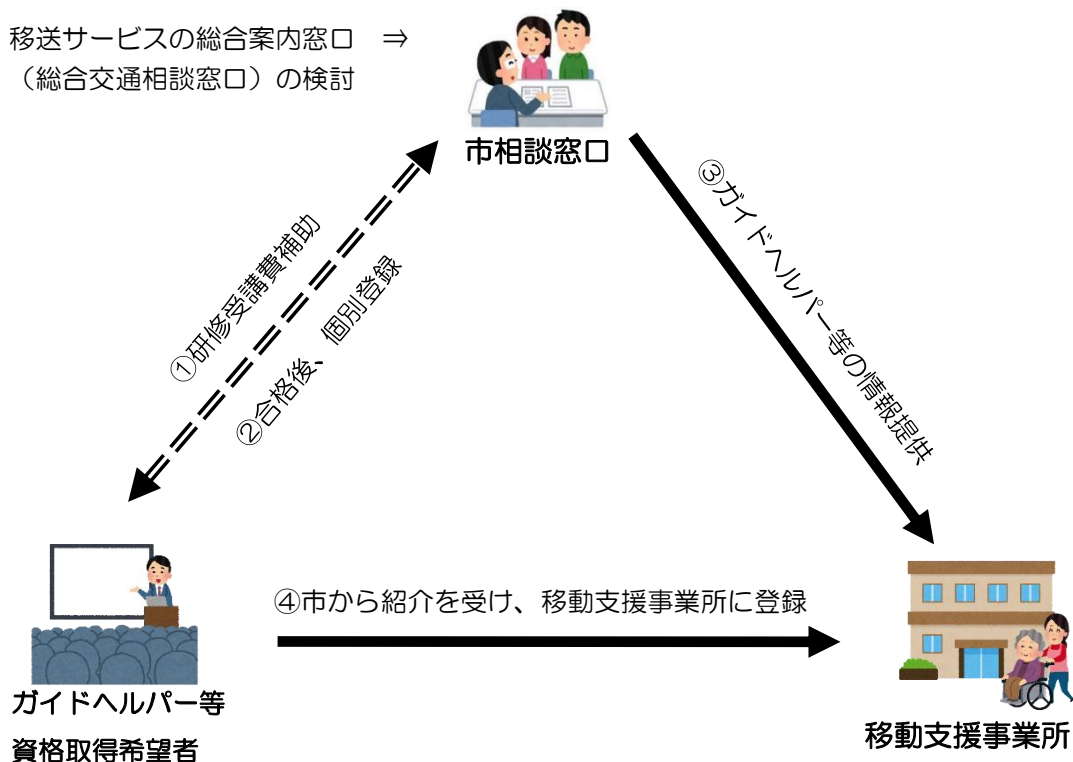 移送サービスの総合案内窓口　⇒
（総合交通相談窓口）の検討
市相談窓口
①研修受講費補助
②合格後、個別登録
③ガイドヘルパー等の情報提供
④市から紹介を受け、移動支援事業所に登録
ガイドヘルパー等
資格取得希望者
移動支援事業所